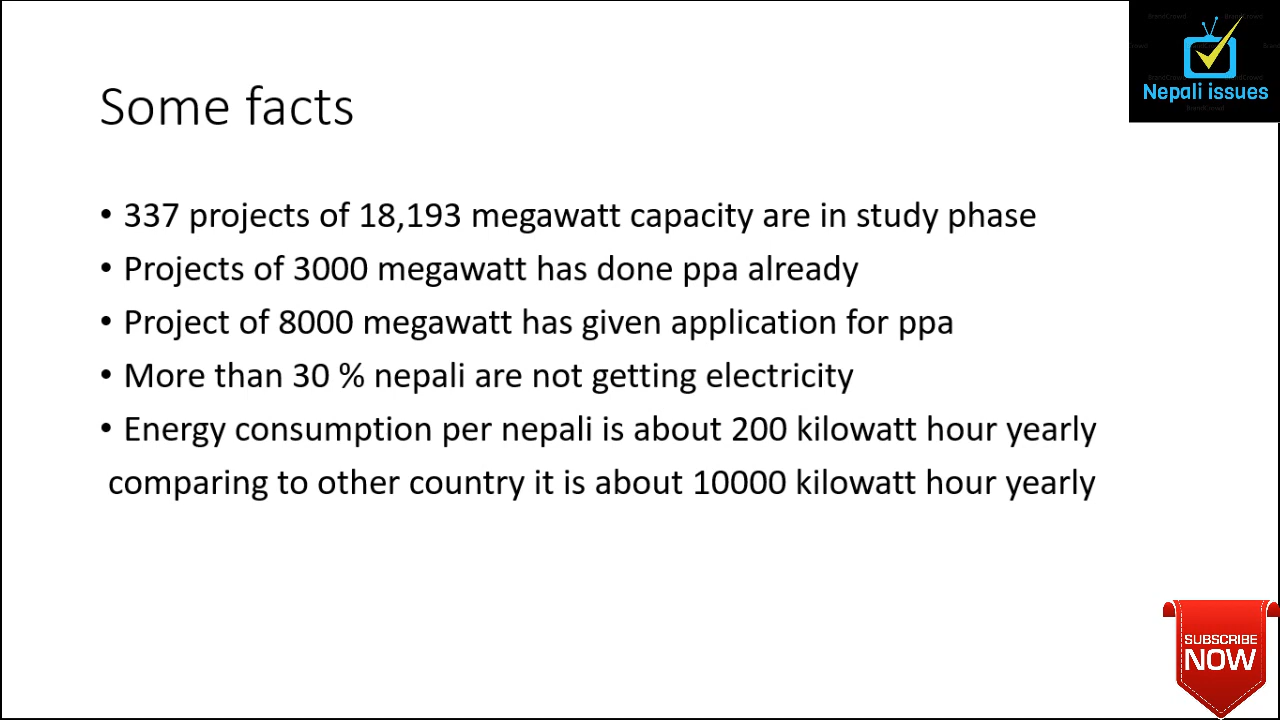 Nepali issues
Some facts
• 337 projects of 18,193 megawatt capacity are in study phase
• Projects of 3000 megawatt has done ppa already
• Project of 8000 megawatt has given application for ppa
• More than 30 % nepali are not getting electricity
• Energy consumption per nepali is about 200 kilowatt hour yearly
comparing to other country it is about 10000 kilowatt hour yearly
SUBSCRIBE
NOW